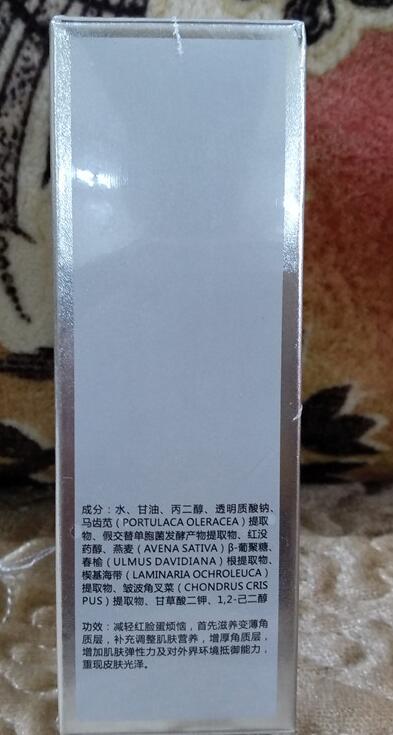 成分：水、甘油、丙二醇、透明质酸钠、
马齿苋（PORTULACA OLERACEA）提取
物、假交替单胞菌发酵产物提取物、红没
药醇、燕麦（AVENA SATIVA）β-葡聚糖、
春榆（ULMUS DAVIDIANA）根提取物、
楔基海带（LAMINARIA OCHROLEUCA）
提取物、皱波角叉菜（CHONDRUS CRIS
PUS）提取物、甘草酸二钾、1,2-己二醇
功效：减轻红脸蛋烦恼，首先滋养变薄角
质层，补充调整肌肤营养，增厚角质层，
增加肌肤弹性力及对外界环境抵御能力，
重现皮肤光泽。